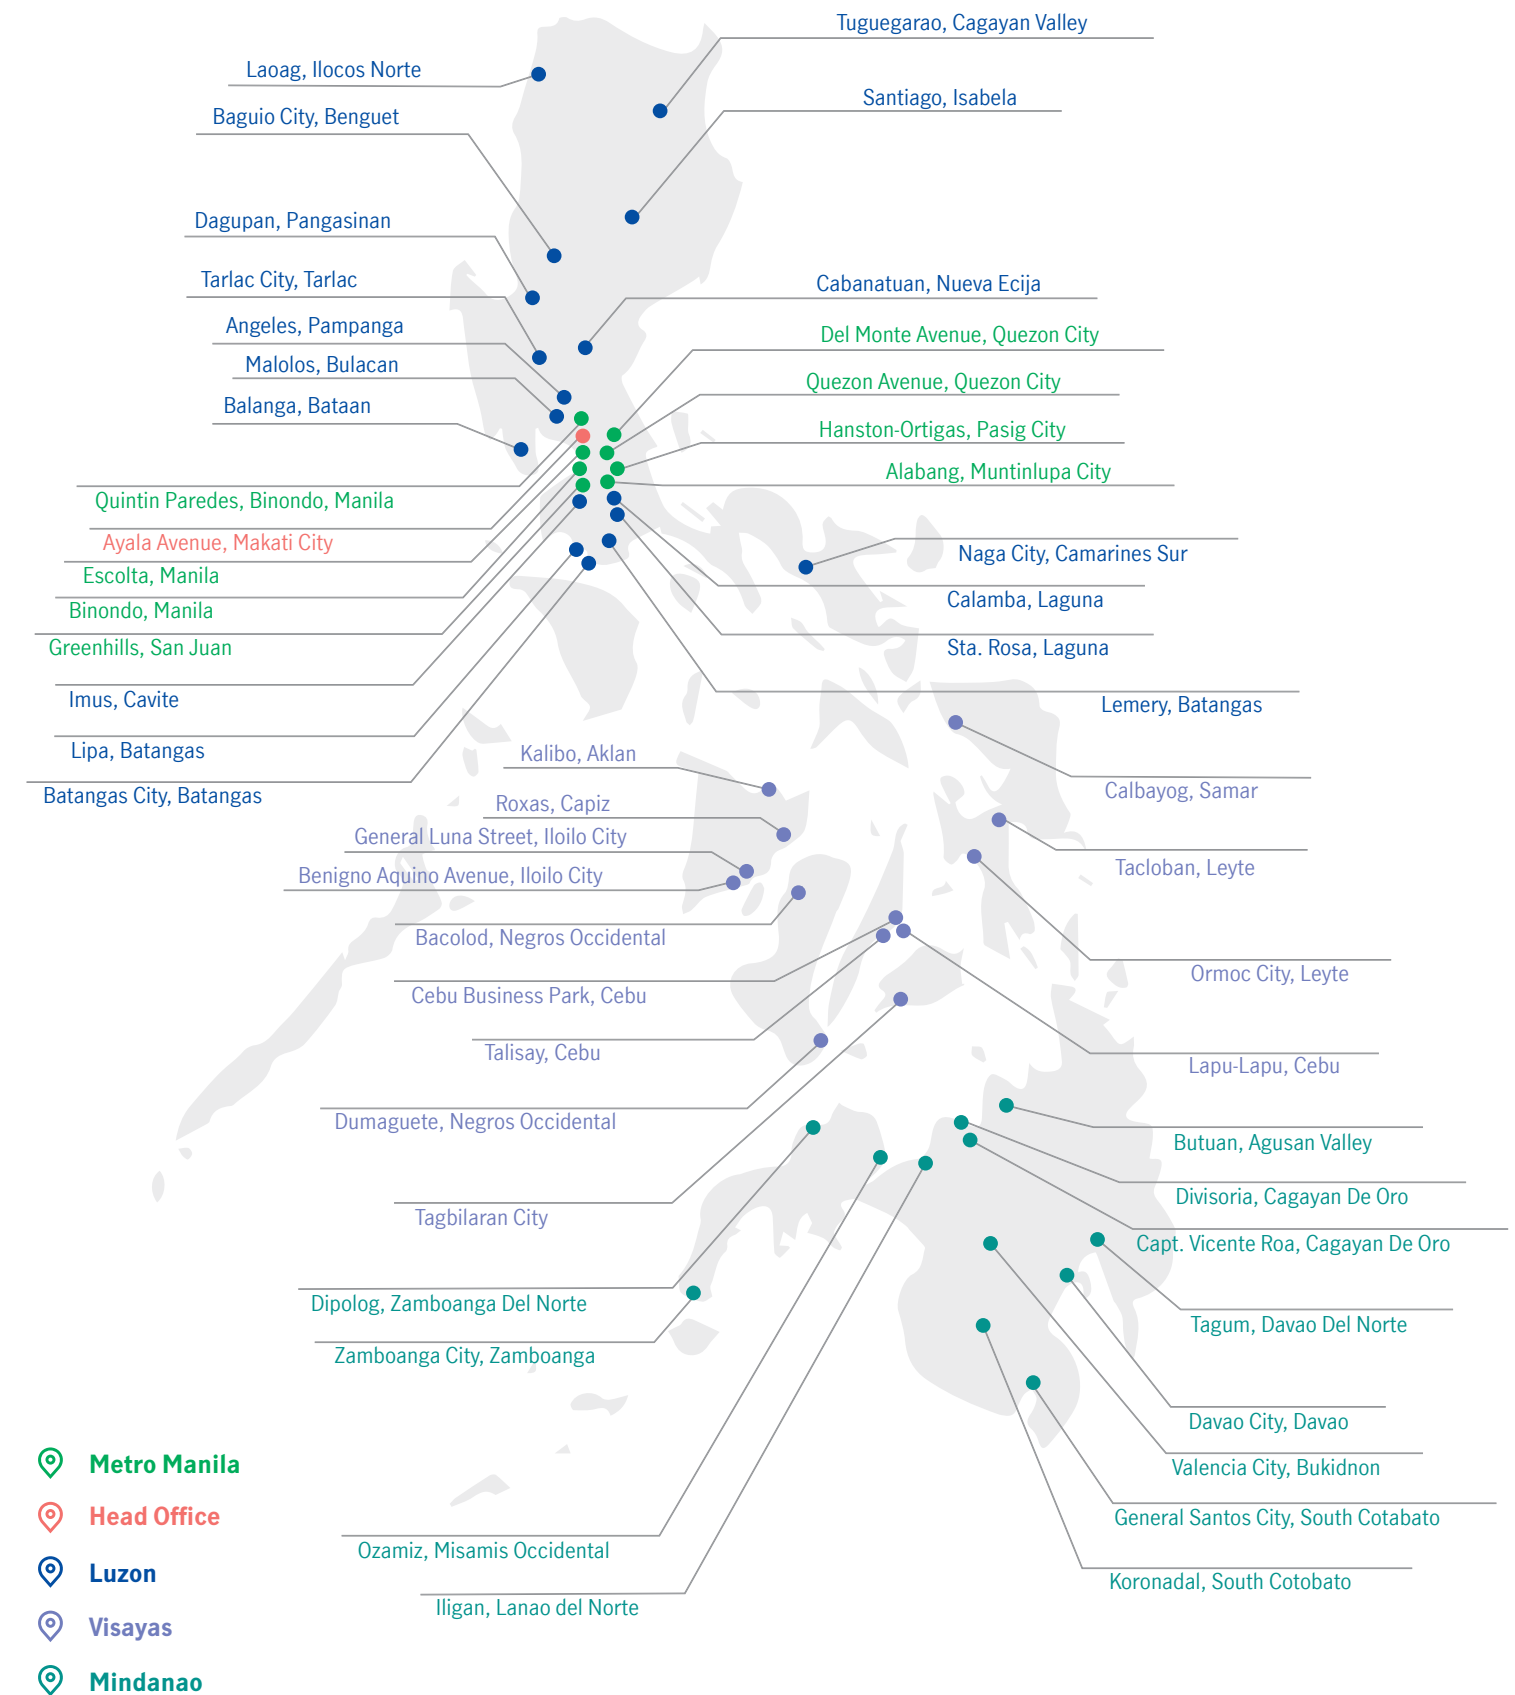 Tuguegarao, Cagayan Valley
Laoag, Ilocos Norte
Santiago, Isabela
Baguio City, Benguet
Dagupan, Pangasinan
Tarlac City, Tarlac
Cabanatuan, Nueva Ecija
Angeles, Pampanga
Del Monte Avenue, Quezon City
Malolos, Bulacan
Quezon Avenue, Quezon City
Balanga, Bataan
Hanston-Ortigas, Pasig City
Alabang, Muntinlupa City
Quintin Paredes, Binondo, Manila
Ayala Avenue, Makati City
Naga City, Camarines Sur
Escolta, Manila
Calamba, Laguna
Binondo, Manila
Greenhills, San Juan
Sta. Rosa, Laguna
Imus, Cavite
Lemery, Batangas
Lipa, Batangas
Kalibo, Aklan
Batangas City, Batangas
Calbayog, Samar
Roxas, Capiz
General Luna Street, Iloilo City
Tacloban, Leyte
Benigno Aquino Avenue, Iloilo City
Bacolod, Negros Occidental
Ormoc City, Leyte
Cebu Business Park, Cebu
Talisay, Cebu
Lapu-Lapu, Cebu
Dumaguete, Negros Occidental
Butuan, Agusan Valley
Divisoria, Cagayan De Oro
Tagbilaran City
Capt. Vicente Roa, Cagayan De Oro
Dipolog, Zamboanga Del Norte
Tagum, Davao Del Norte
Zamboanga City, Zamboanga
Davao City, Davao
Valencia City, Bukidnon
General Santos City, South Cotabato
Ozamiz, Misamis Occidental
Koronadal, South Cotobato
Iligan, Lanao del Norte
Metro Manila
Head Office
Luzon
Visayas
Mindanao